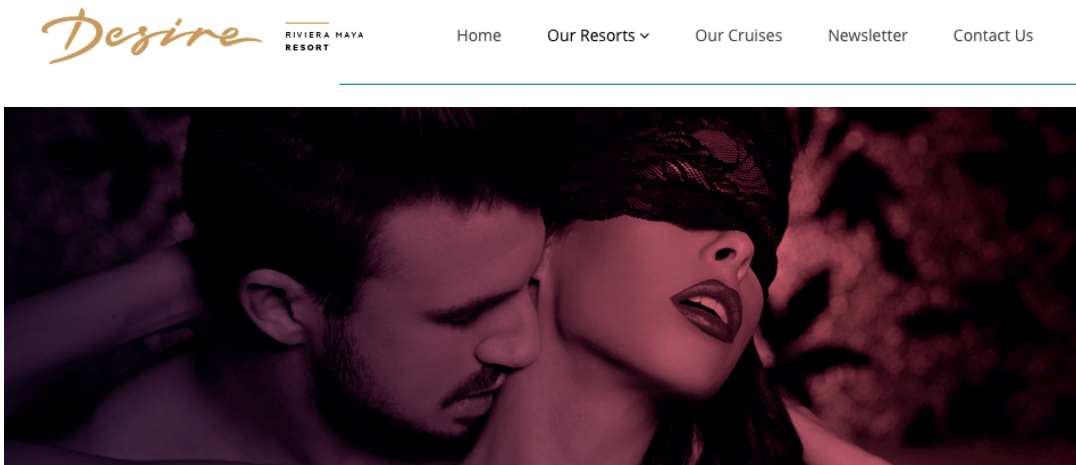 Desire
RIVIERA MAYA
RESORT
Home
Our Resorts
Our Cruises
Newsletter
Contact Us